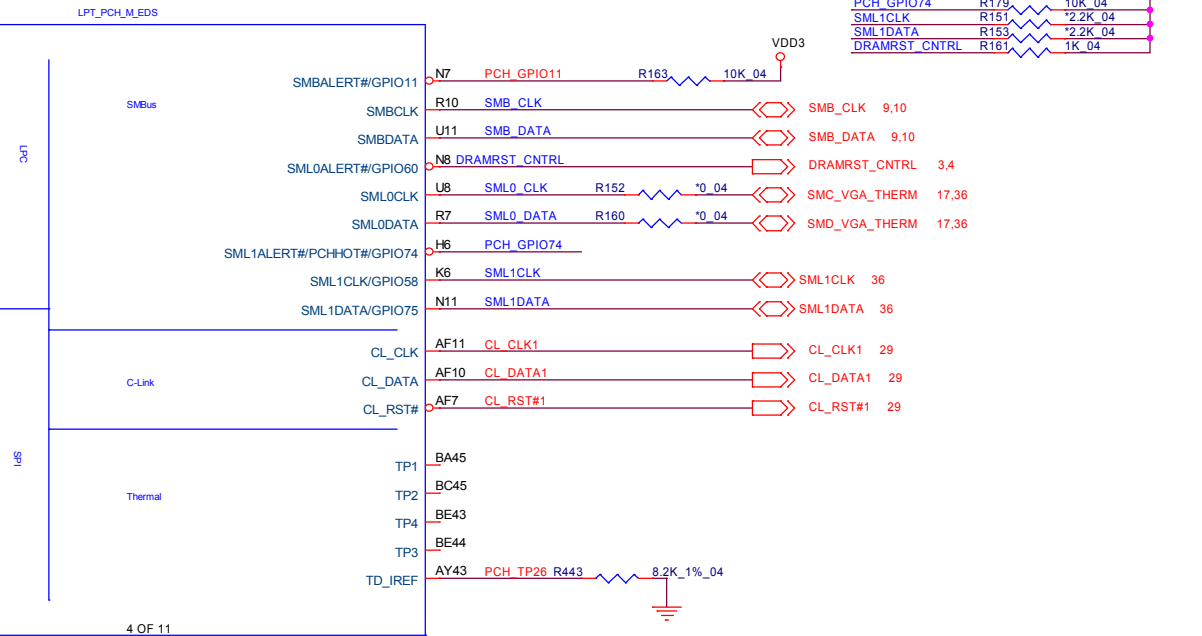 LPT_PCH_M_EDS
PCH_GPIO74 R179 10K_04
SML1CLK R151 *2.2K_04
SML1DATA R153 *2.2K_04
DRAMRST_CNTRL R161 1K_04
VDD3
LPC
SMBus
SMBALERT#/GPIO11 N7 PCH_GPIO11 R163 10K_04
SMBCLK R10 SMB_CLK SMB_CLK 9,10
SMBDATA U11 SMB_DATA SMB_DATA 9,10
SML0ALERT#/GPIO60 N8 DRAMRST_CNTRL DRAMRST_CNTRL 3,4
SML0CLK U8 SML0_CLK R152 *0_04 SMC_VGA_THERM 17,36
SML0DATA R7 SML0_DATA R160 *0_04 SMD_VGA_THERM 17,36
SML1ALERT#/PCHHOT#/GPIO74 H6 PCH_GPIO74
SML1CLK/GPIO58 K6 SML1CLK SML1CLK 36
SML1DATA/GPIO75 N11 SML1DATA SML1DATA 36
C-Link
CL_CLK AF11 CL_CLK1 CL_CLK1 29
CL_DATA AF10 CL_DATA1 CL_DATA1 29
CL_RST# AF7 CL_RST#1 CL_RST#1 29
SPI
Thermal
TP1 BA45
TP2 BC45
TP4 BE43
TP3 BE44
TD_IREF AY43 PCH_TP26 R443 8.2K_1%_04
4 OF 11